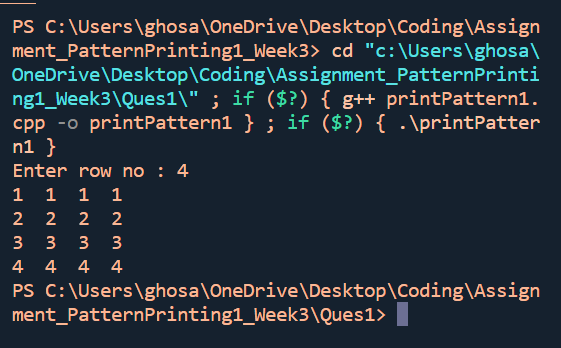 PS C:\Users\ghosa\OneDrive\Desktop\Coding\Assign
ment_PatternPrinting1_Week3> cd "c:\Users\ghosa\
OneDrive\Desktop\Coding\Assignment_PatternPrinti
ng1_Week3\Ques1\" ; if ($?) { g++ printPattern1.
cpp -o printPattern1 } ; if ($?) { .\printPatter
n1 }
Enter row no : 4
1  1  1  1
2  2  2  2
3  3  3  3
4  4  4  4
PS C:\Users\ghosa\OneDrive\Desktop\Coding\Assign
ment_PatternPrinting1_Week3\Ques1>